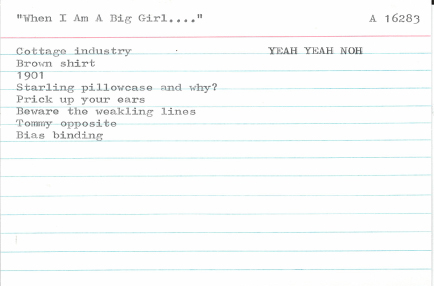 "When I Am A Big Girl...." A 16283
Cottage industry YEAH YEAH NOH
Brown shirt
1901
Starling pillowcase and why?
Prick up your ears
Beware the weakling lines
Tommy opposite
Bias binding